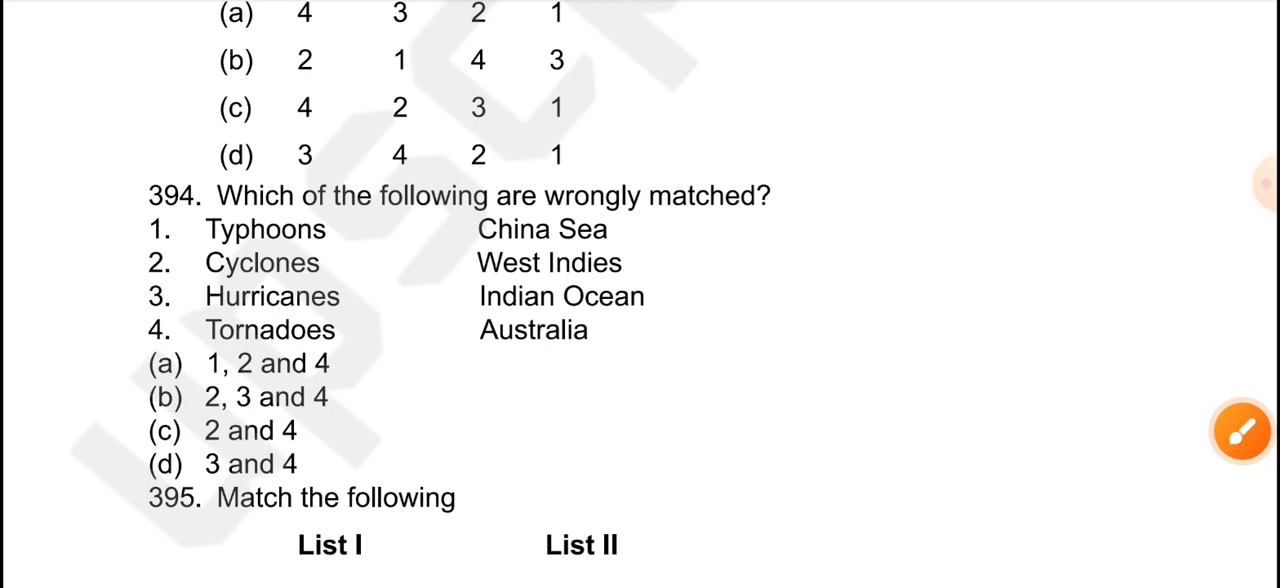 (a) 4 3 2 1
(b) 2 1 4 3
(c) 4 2 3 1
(d) 3 4 2 1
394. Which of the following are wrongly matched?
1. Typhoons China Sea
2. Cyclones West Indies
3. Hurricanes Indian Ocean
4. Tornadoes Australia
(a) 1, 2 and 4
(b) 2, 3 and 4
(c) 2 and 4
(d) 3 and 4
395. Match the following
List I List II